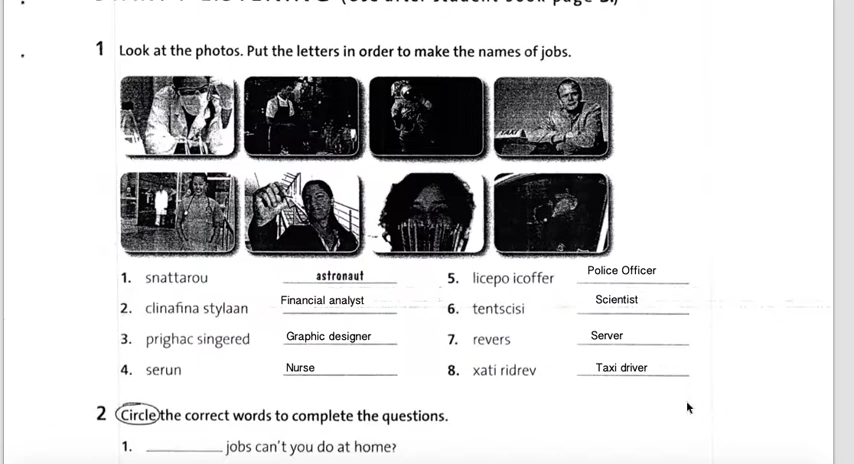 1 Look at the photos. Put the letters in order to make the names of jobs.
TAXI
1. snattarou astronaut 5. licepo icoffer Police Officer
2. clinafina stylaan Financial analyst 6. tentscisi Scientist
3. prighac singered Graphic designer 7. revers Server
4. serun Nurse 8. xati ridrev Taxi driver
2 Circle the correct words to complete the questions.
1. __________ jobs can't you do at home?